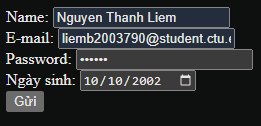 Name: Nguyen Thanh Liem
E-mail: liemb2003790@student.ctu.e
Password: ••••••
Ngày sinh: 10/10/2002
Gửi